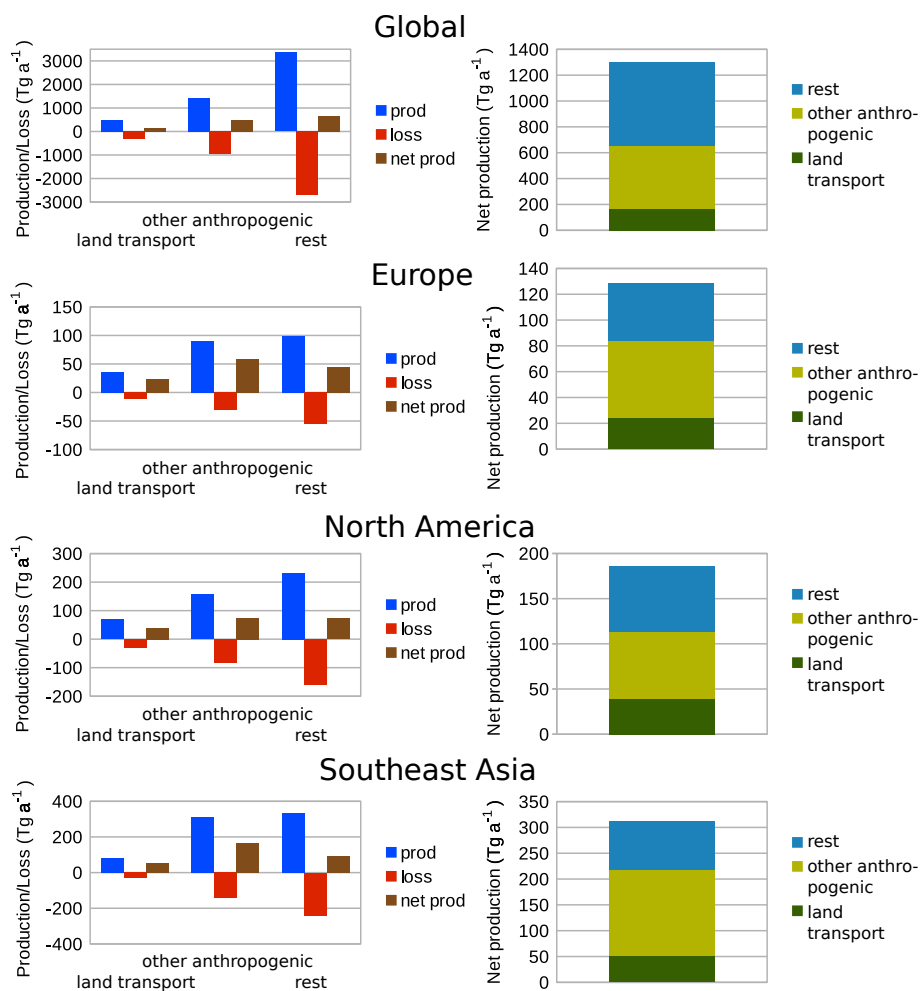 Global
Production/Loss (Tg a-1)
3000
2000
1000
0
-1000
-2000
-3000
other anthropogenic
land transport rest
prod
loss
net prod
Net production (Tg a-1)
1400
1200
1000
800
600
400
200
0
rest
other anthro-
pogenic
land
transport
Europe
Production/Loss (Tg a-1)
150
100
50
0
-50
-100
other anthropogenic
land transport rest
prod
loss
net prod
Net production (Tg a-1)
140
120
100
80
60
40
20
0
rest
other anthro-
pogenic
land
transport
North America
Production/Loss (Tg a-1)
300
200
100
0
-100
-200
other anthropogenic
land transport rest
prod
loss
net prod
Net production (Tg a-1)
200
150
100
50
0
rest
other anthro-
pogenic
land
transport
Southeast Asia
Production/Loss (Tg a-1)
400
200
0
-200
-400
other anthropogenic
land transport rest
prod
loss
net prod
Net production (Tg a-1)
350
300
250
200
150
100
50
0
rest
other anthro-
pogenic
land
transport